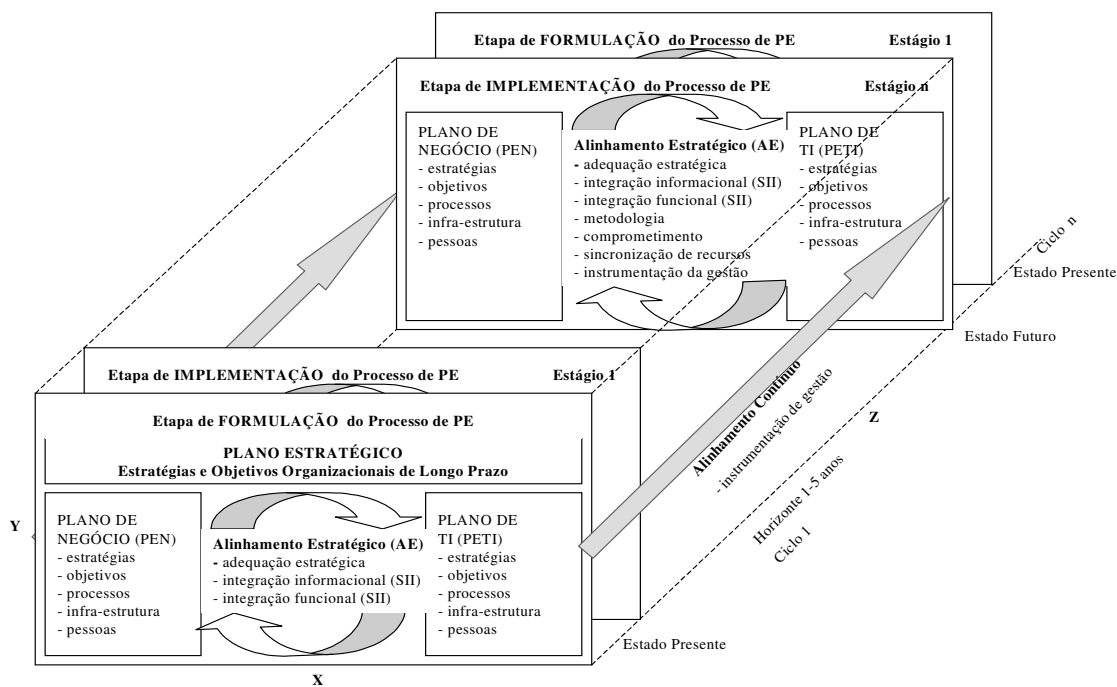 Etapa de FORMULAÇÃO do Processo de PE Estágio 1
Etapa de IMPLEMENTAÇÃO do Processo de PE Estágio n
PLANO DE
NEGÓCIO (PEN)
- estratégias
- objetivos
- processos
- infra-estrutura
- pessoas
Alinhamento Estratégico (AE)
- adequação estratégica
- integração informacional (SII)
- integração funcional (SII)
- metodologia
- comprometimento
- sincronização de recursos
- instrumentação da gestão
PLANO DE
TI (PETI)
- estratégias
- objetivos
- processos
- infra-estrutura
- pessoas
Ciclo n
Estado Presente
Estado Futuro
Z
Alinhamento Contínuo
- instrumentação de gestão
Horizonte 1-5 anos
Ciclo 1
Etapa de IMPLEMENTAÇÃO do Processo de PE Estágio 1
Etapa de FORMULAÇÃO do Processo de PE
PLANO ESTRATÉGICO
Estratégias e Objetivos Organizacionais de Longo Prazo
Y
PLANO DE
NEGÓCIO (PEN)
- estratégias
- objetivos
- processos
- infra-estrutura
- pessoas
Alinhamento Estratégico (AE)
- adequação estratégica
- integração informacional (SII)
- integração funcional (SII)
PLANO DE
TI (PETI)
- estratégias
- objetivos
- processos
- infra-estrutura
- pessoas
Estado Presente
X